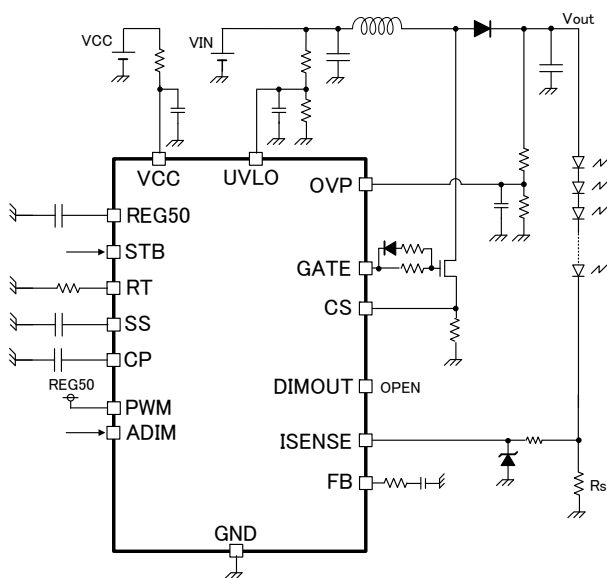 VCC
VIN
Vout
VCC
UVLO
OVP
REG50
STB
GATE
RT
CS
SS
CP
REG50
DIMOUT
OPEN
PWM
ADIM
ISENSE
FB
Rs
GND